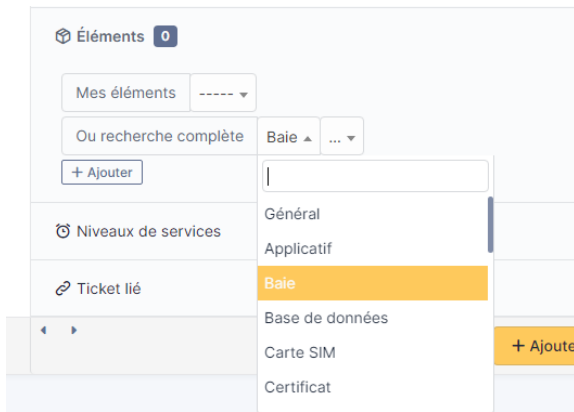 Éléments 0
Mes éléments -----
Ou recherche complète Baie ...
+ Ajouter
Général
Niveaux de services
Applicatif
Baie
Ticket lié
Base de données
+ Ajoute
Carte SIM
Certificat